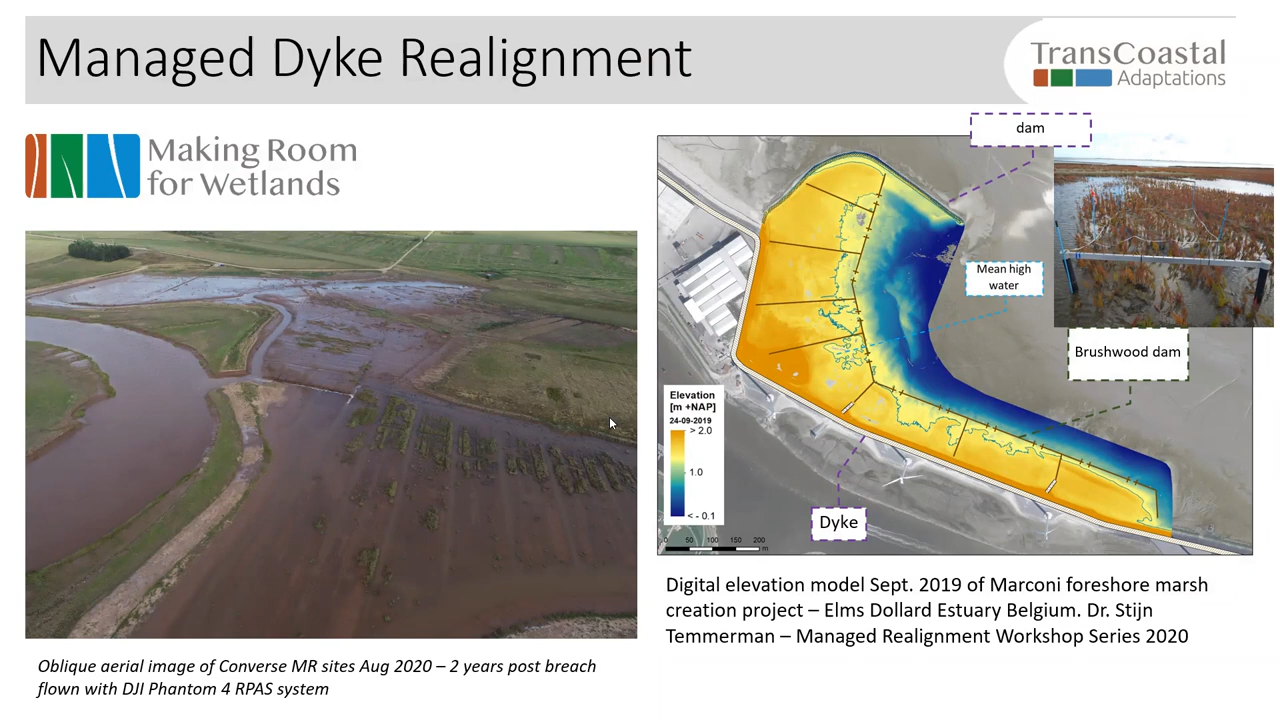 Managed Dyke Realignment
TransCoastal
Adaptations
Making Room
for Wetlands
dam
Mean high
water
Brushwood dam
Elevation
[m +NAP]
24-09-2019
> 2.0
1.0
< - 0.1
Dyke
0 50 100 150 200
m
Digital elevation model Sept. 2019 of Marconi foreshore marsh
creation project – Elms Dollard Estuary Belgium. Dr. Stijn
Temmerman – Managed Realignment Workshop Series 2020
Oblique aerial image of Converse MR sites Aug 2020 – 2 years post breach
flown with DJI Phantom 4 RPAS system